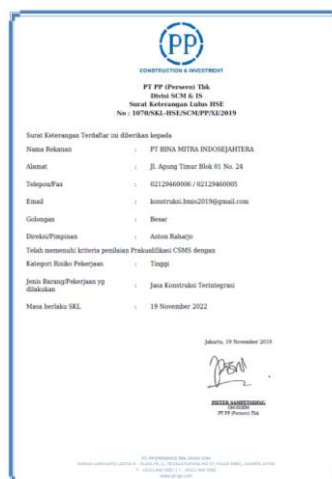 PP
CONSTRUCTION & INVESTMENT
PT PP (Persero) Tbk
Divisi SCM & IS
Surat Keterangan Lulus HSE
No : 1070/SKL-HSE/SCM/PP/XI/2019
Surat Keterangan Terdaftar ini diberikan kepada
Nama Rekanan : PT BINA MITRA INDOSEJAHTERA
Alamat : Jl. Agung Timur Blok 01 No. 24
Telepon/Fax : 02129460006 / 02129460005
Email : konstruksi.bmis2019@gmail.com
Golongan : Besar
Direksi/Pimpinan : Anton Raharjo
Telah memenuhi kriteria penilaian Prakualifikasi CSMS dengan
Kategori Risiko Pekerjaan : Tinggi
Jenis Barang/Pekerjaan yg dilakukan : Jasa Konstruksi Terintegrasi
Masa berlaku SKL : 19 November 2022
Jakarta, 19 November 2019
PT PP (Persero) Tbk